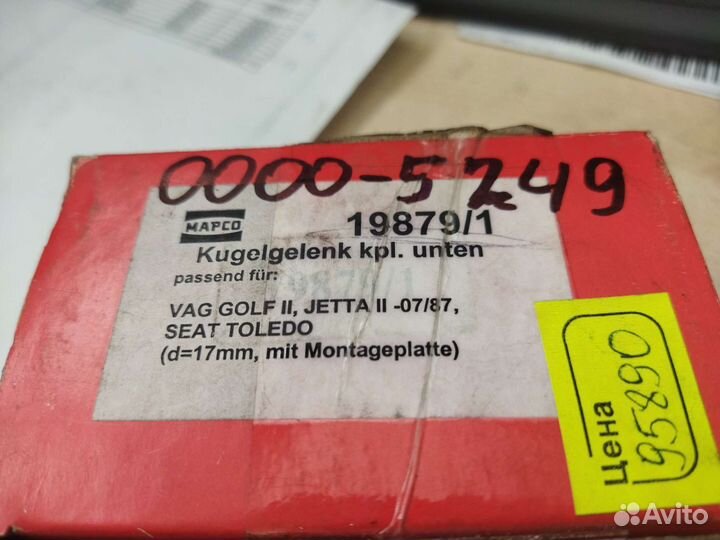 0000-5249
MAPCO
19879/1
Kugelgelenk kpl. unten
passend für:
VAG GOLF II, JETTA II -07/87,
SEAT TOLEDO
(d=17mm, mit Montageplatte)
Цена
95890
Avito